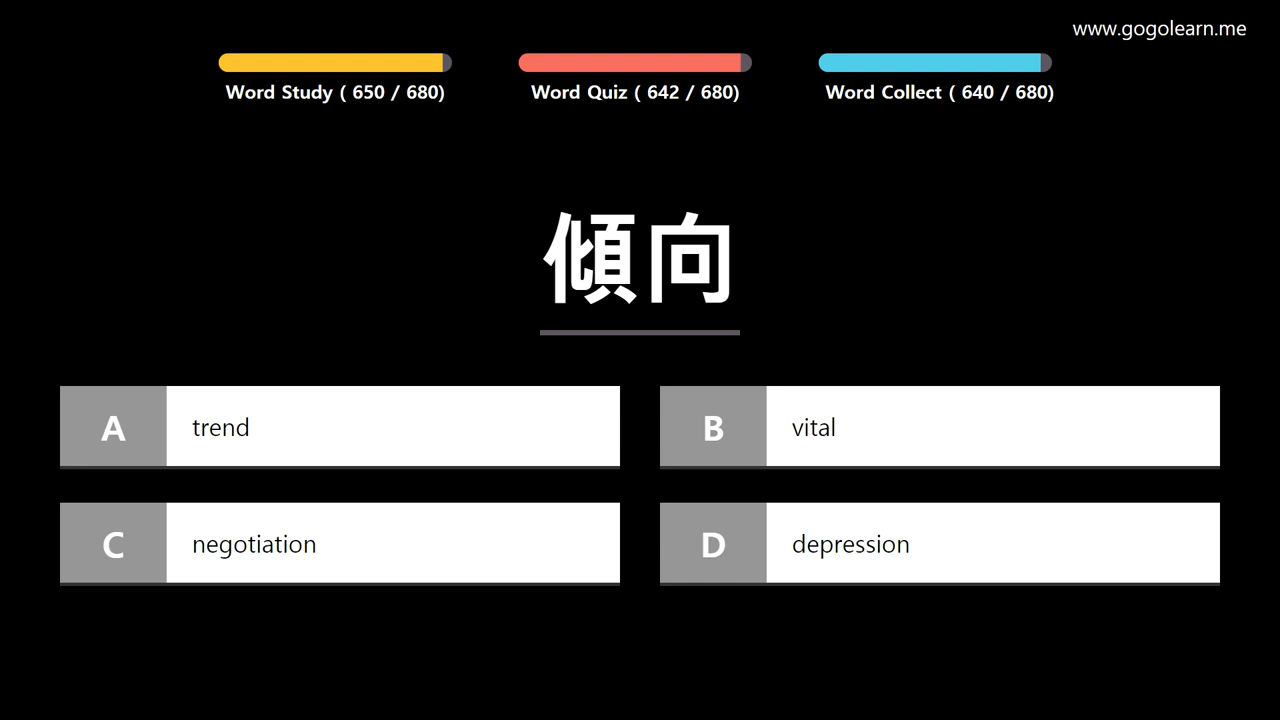 www.gogolearn.me
Word Study ( 650 / 680)
Word Quiz ( 642 / 680)
Word Collect ( 640 / 680)
傾向
A trend
B vital
C negotiation
D depression